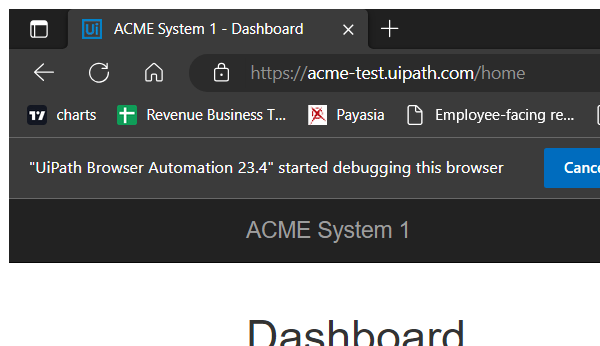 Ui ACME System 1 - Dashboard
https://acme-test.uipath.com/home
charts Revenue Business T... Payasia Employee-facing re...
"UiPath Browser Automation 23.4" started debugging this browser
ACME System 1
Dashboard